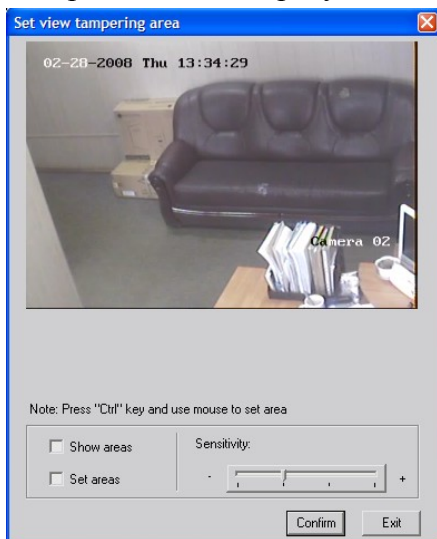 Set view tampering area
02-28-2008 Thu 13:34:29
Camera 02
Note: Press "Ctrl" key and use mouse to set area
Show areas
Sensitivity:
Set areas
- +
Confirm Exit